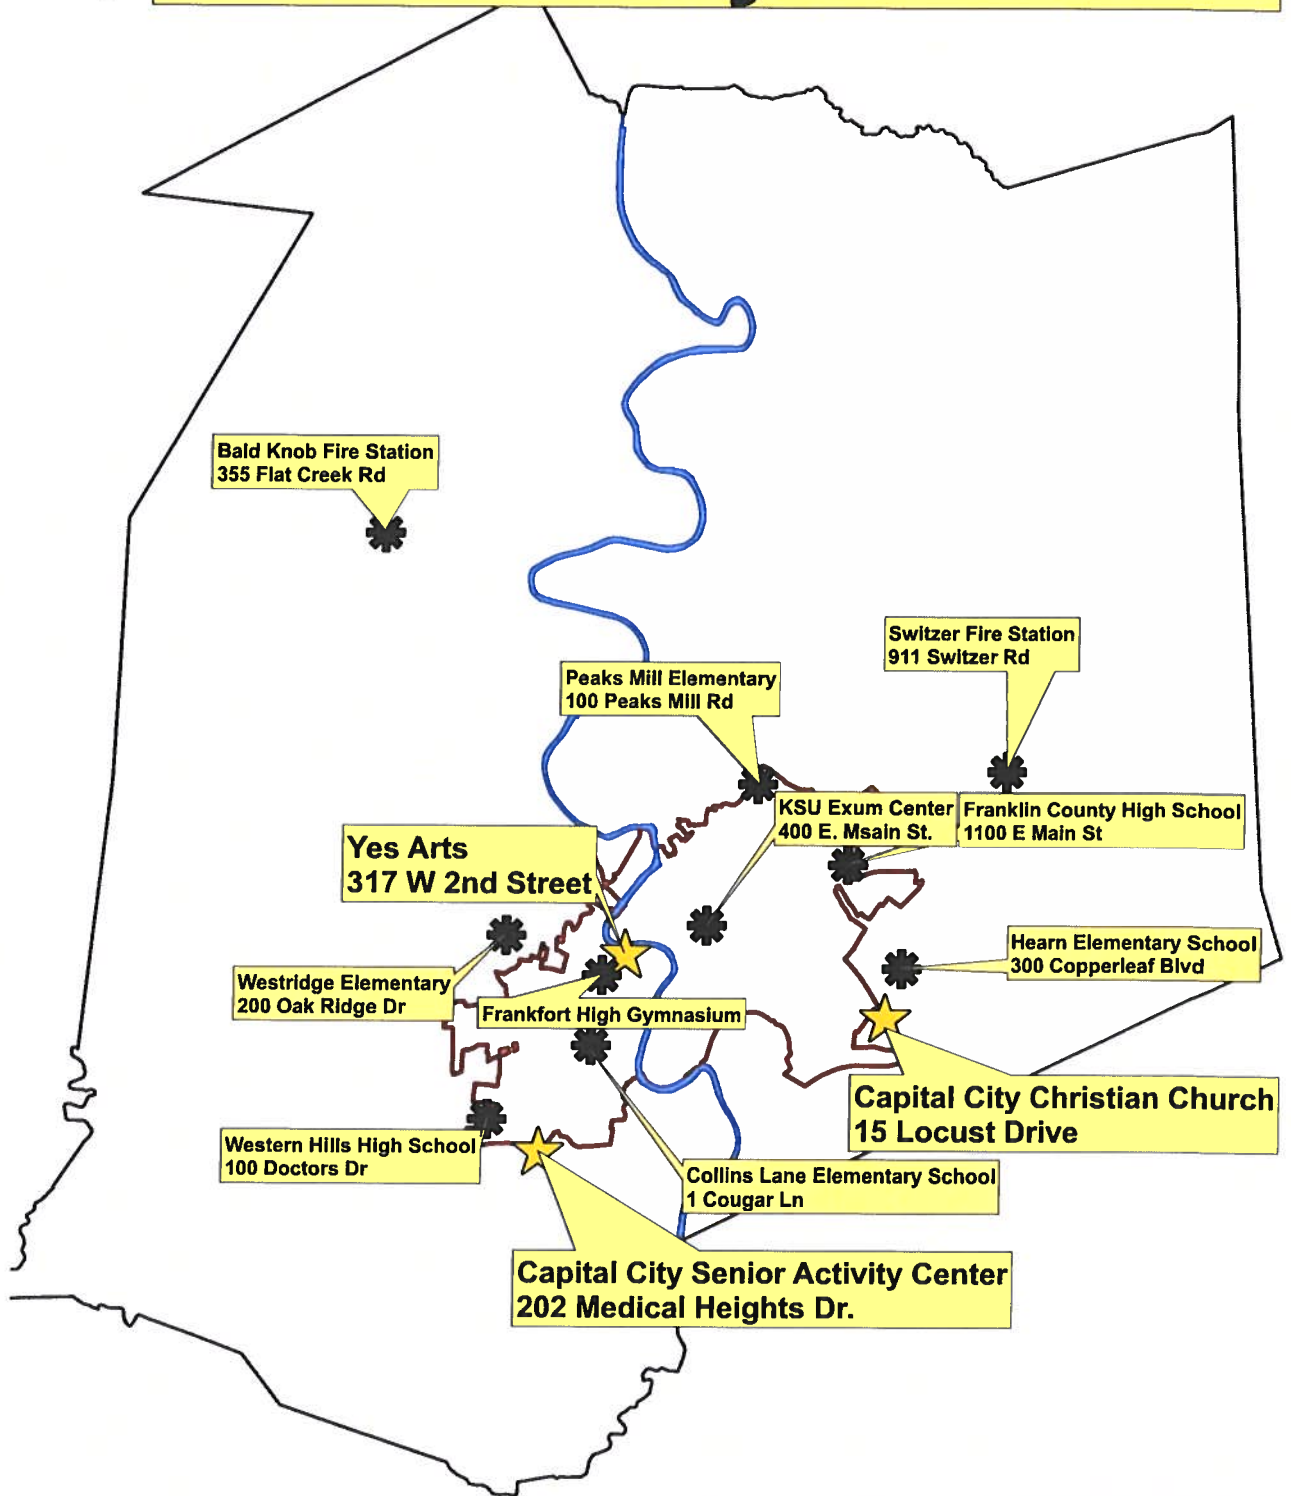 Bald Knob Fire Station
355 Flat Creek Rd
Switzer Fire Station
911 Switzer Rd
Peaks Mill Elementary
100 Peaks Mill Rd
KSU Exum Center
400 E. Msain St.
Franklin County High School
1100 E Main St
Yes Arts
317 W 2nd Street
Hearn Elementary School
300 Copperleaf Blvd
Westridge Elementary
200 Oak Ridge Dr
Frankfort High Gymnasium
Capital City Christian Church
15 Locust Drive
Western Hills High School
100 Doctors Dr
Collins Lane Elementary School
1 Cougar Ln
Capital City Senior Activity Center
202 Medical Heights Dr.